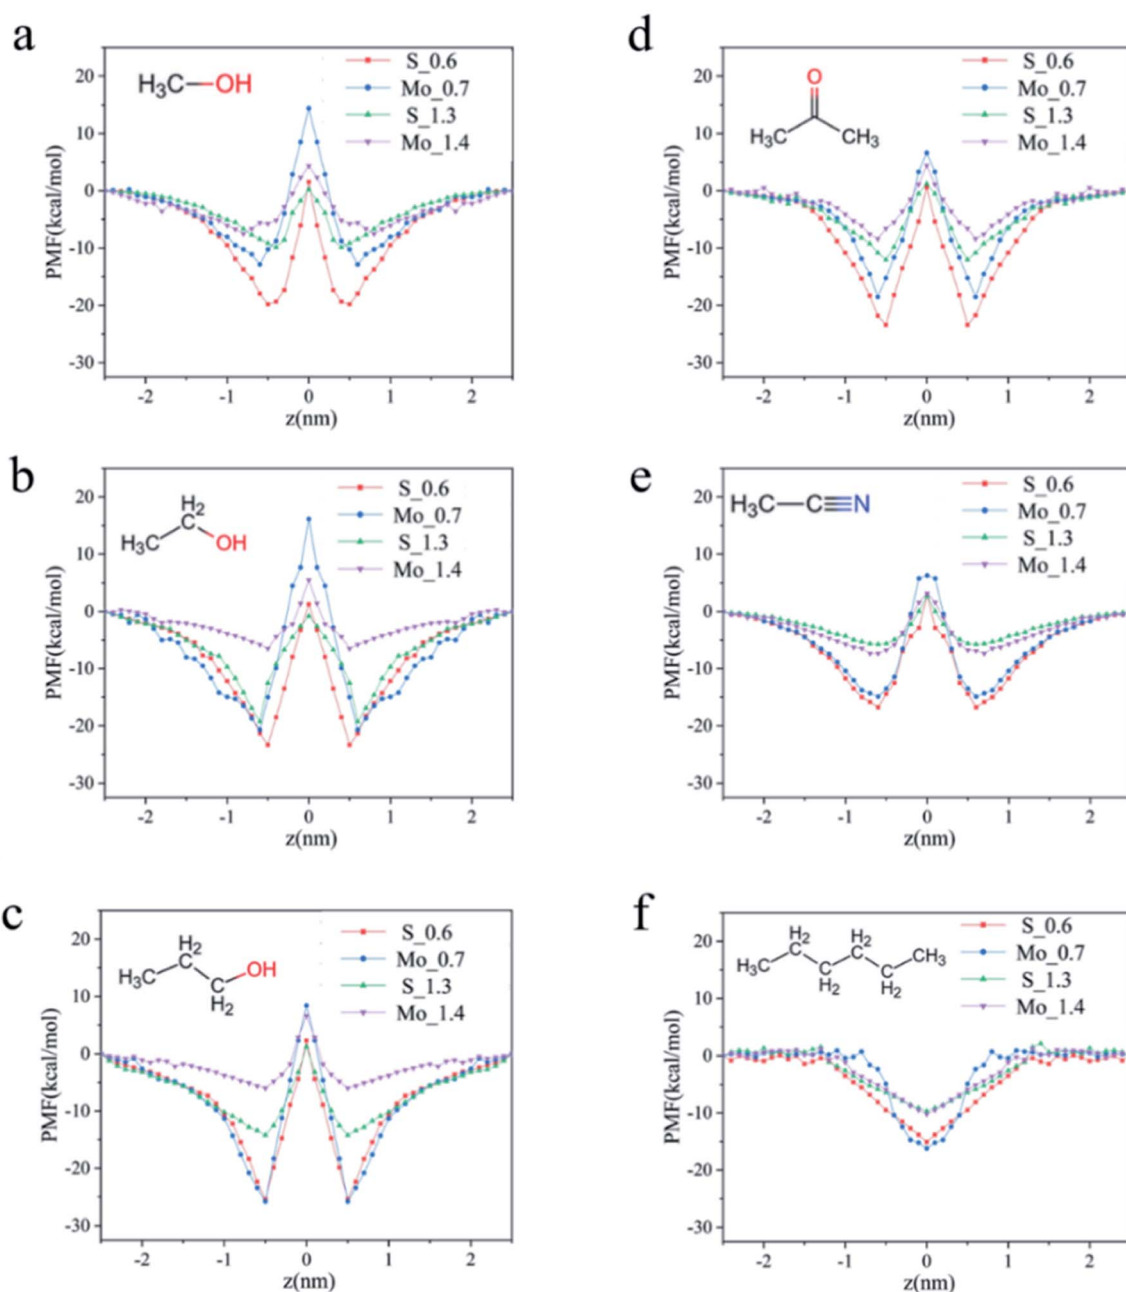 a
H₃C—OH
S_0.6
Mo_0.7
S_1.3
Mo_1.4
20
10
0
-10
-20
-30
PMF(kcal/mol)
-2 -1 0 1 2
z(nm)
d
O
H₃C CH₃
S_0.6
Mo_0.7
S_1.3
Mo_1.4
20
10
0
-10
-20
-30
PMF(kcal/mol)
-2 -1 0 1 2
z(nm)
b
H₂
C
H₃C OH
S_0.6
Mo_0.7
S_1.3
Mo_1.4
20
10
0
-10
-20
-30
PMF(kcal/mol)
-2 -1 0 1 2
z(nm)
e
H₃C—C≡N
S_0.6
Mo_0.7
S_1.3
Mo_1.4
20
10
0
-10
-20
-30
PMF(kcal/mol)
-2 -1 0 1 2
z(nm)
c
H₂
C OH
H₃C C
H₂
S_0.6
Mo_0.7
S_1.3
Mo_1.4
20
10
0
-10
-20
-30
PMF(kcal/mol)
-2 -1 0 1 2
z(nm)
f
H₂ H₂
C C CH₃
H₃C C C
H₂ H₂
S_0.6
Mo_0.7
S_1.3
Mo_1.4
20
10
0
-10
-20
-30
PMF(kcal/mol)
-2 -1 0 1 2
z(nm)